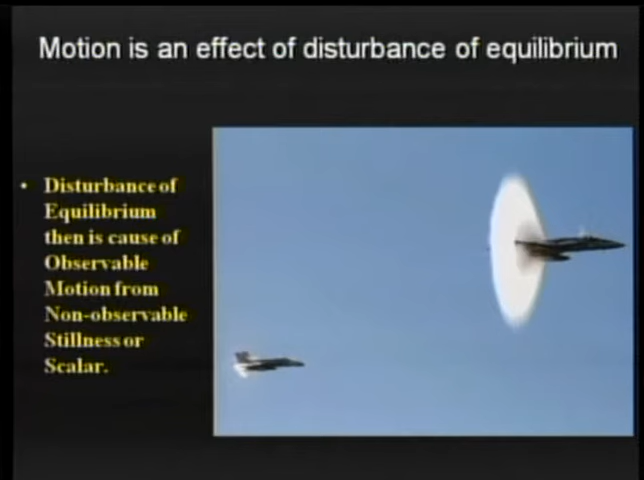 Motion is an effect of disturbance of equilibrium
• Disturbance of
Equilibrium
then is cause of
Observable
Motion from
Non-observable
Stillness or
Scalar.